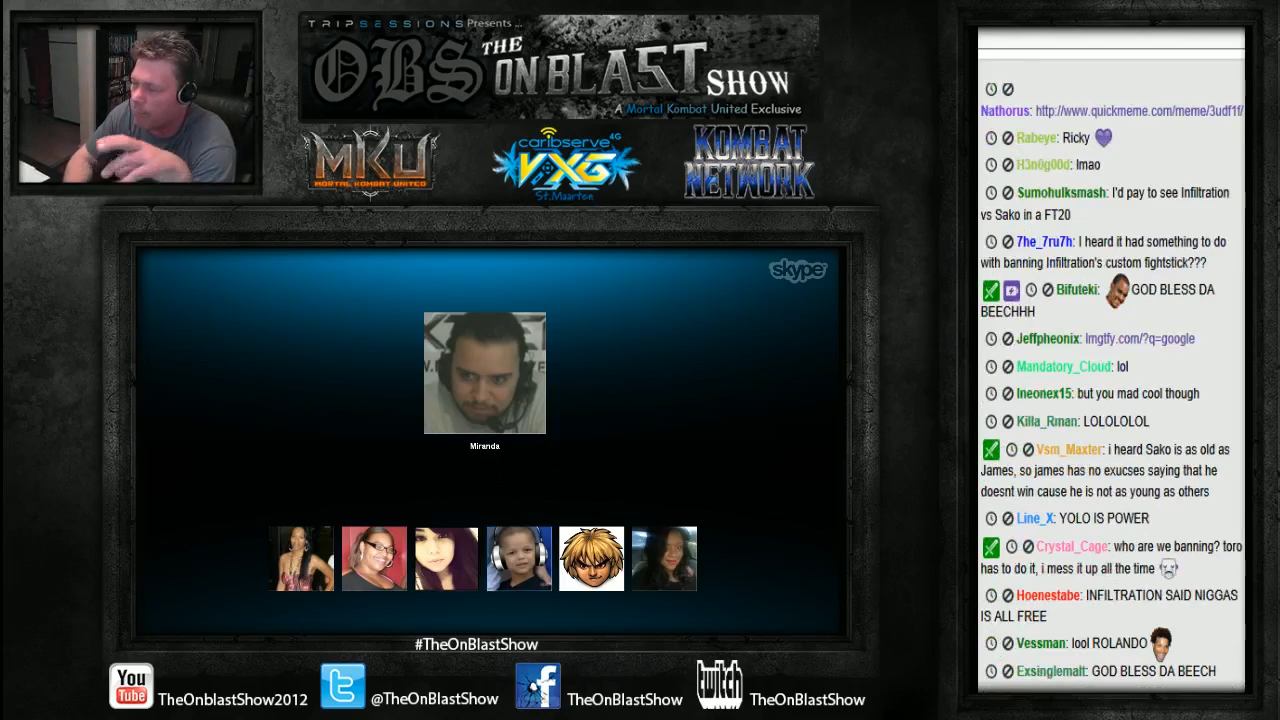 TRIPSESSIONS Presents ...
OBS THE ON BLAST SHOW
A Mortal Kombat United Exclusive
MKU
MORTAL KOMBAT UNITED
caribserve 4G
VXG
St.Maarten
KOMBAT
NETWORK
skype
Miranda
#TheOnBlastShow
You Tube TheOnblastShow2012
@TheOnBlastShow
TheOnBlastShow
twitch TheOnBlastShow
Nathorus: http://www.quickmeme.com/meme/3udf1f/
Rabeye: Ricky
H3n0g00d: lmao
Sumohulksmash: I'd pay to see Infiltration
vs Sako in a FT20
7he_7ru7h: I heard it had something to do
with banning Infiltration's custom fightstick???
Bifuteki: GOD BLESS DA
BEECHHH
Jeffpheonix: lmgtfy.com/?q=google
Mandatory_Cloud: lol
Ineonex15: but you mad cool though
Killa_Rman: LOLOLOLOL
Vsm_Maxter: i heard Sako is as old as
James, so james has no exucses saying that he
doesnt win cause he is not as young as others
Line_X: YOLO IS POWER
Crystal_Cage: who are we banning? toro
has to do it, i mess it up all the time
Hoenestabe: INFILTRATION SAID NIGGAS
IS ALL FREE
Vessman: lool ROLANDO
Exsinglemalt: GOD BLESS DA BEECH